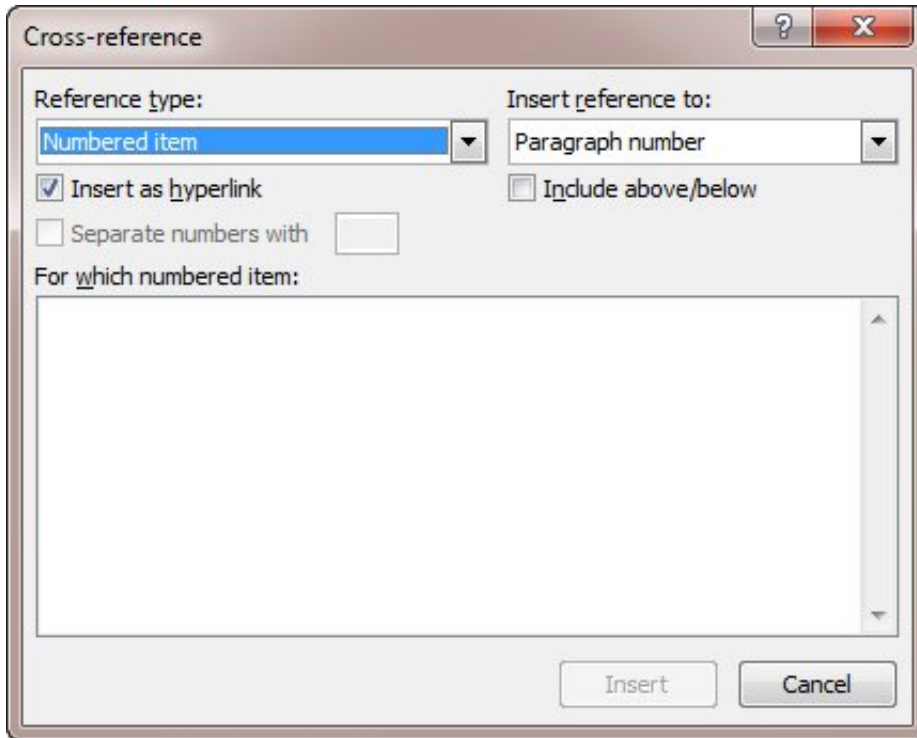 Cross-reference
Reference type:
Insert reference to:
Numbered item
Paragraph number
Insert as hyperlink
Include above/below
Separate numbers with
For which numbered item:
Insert
Cancel